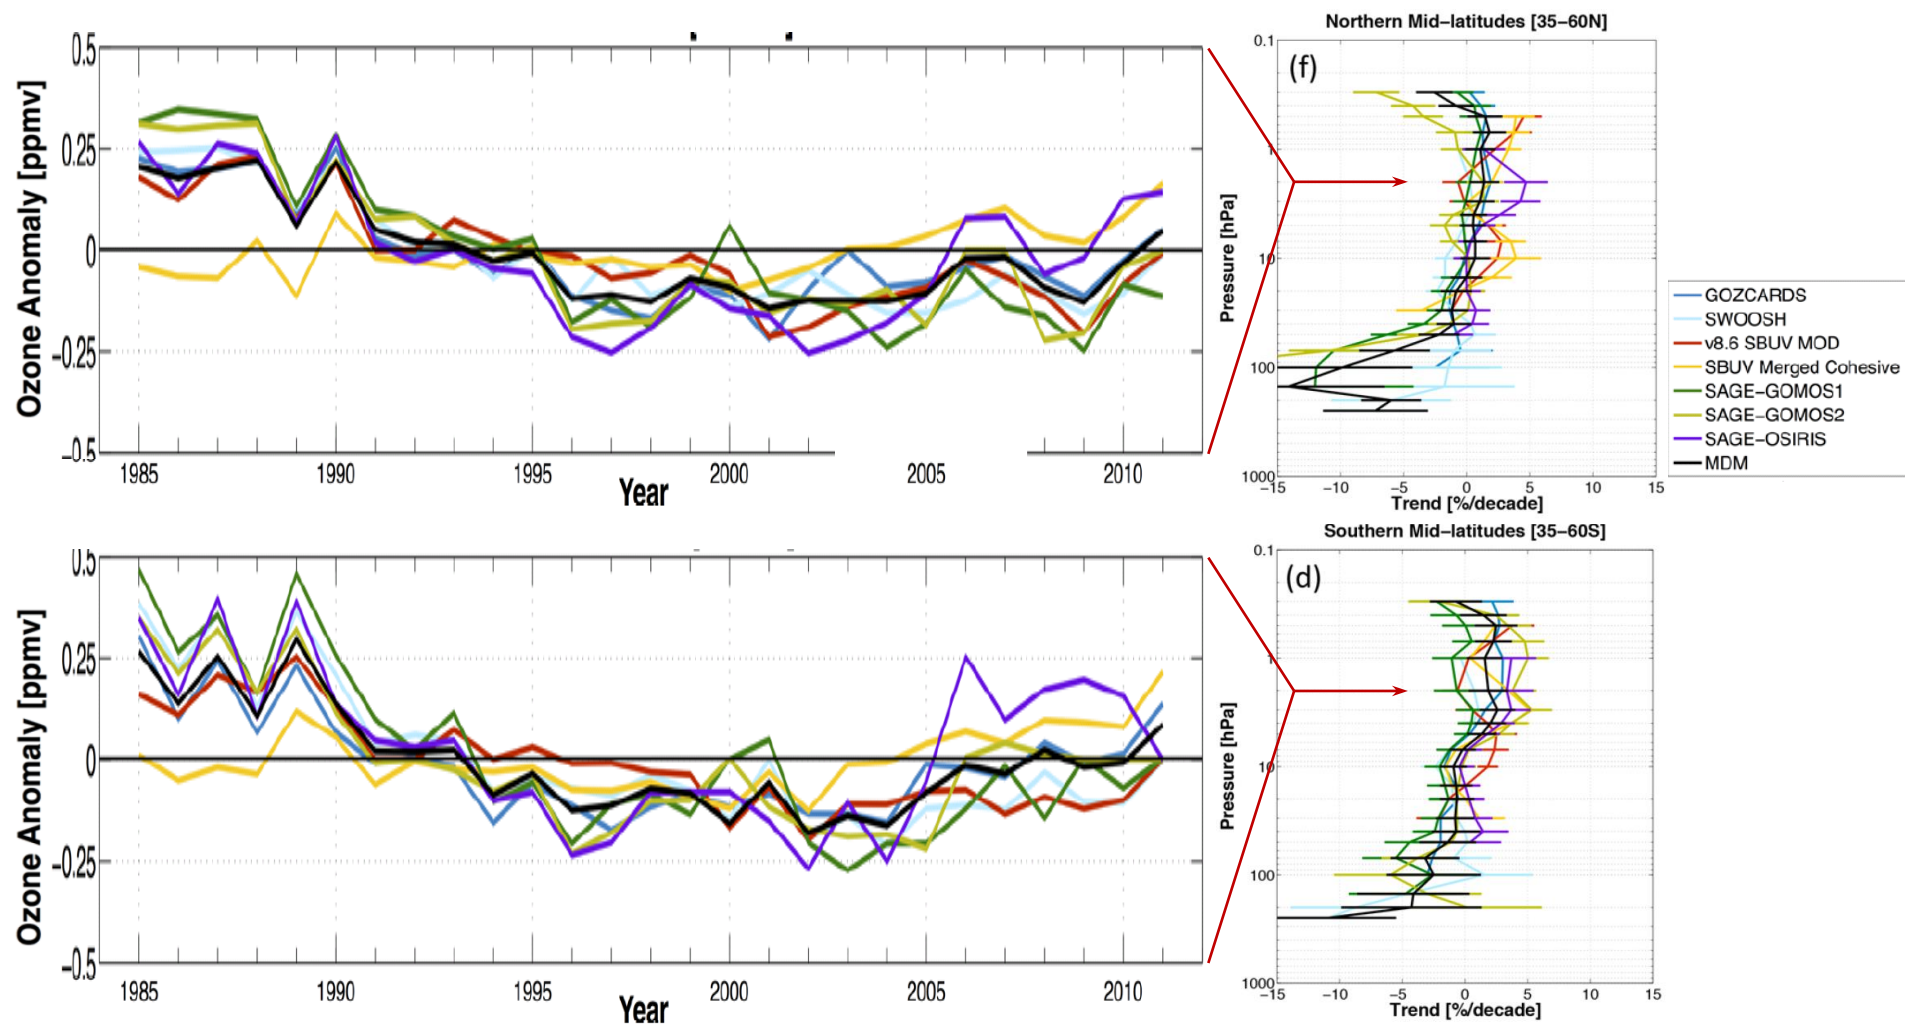 Northern Mid-latitudes [35-60N]
0.5
0.25
0
-0.25
-0.5
Ozone Anomaly [ppmv]
1985
1990
1995
2000
2005
2010
Year
(f)
0.1
1
10
100
1000
Pressure [hPa]
-15
-10
-5
0
5
10
15
Trend [%/decade]
GOZCARDS
SWOOSH
v8.6 SBUV MOD
SBUV Merged Cohesive
SAGE-GOMOS1
SAGE-GOMOS2
SAGE-OSIRIS
MDM
Southern Mid-latitudes [35-60S]
0.5
0.25
0
-0.25
-0.5
Ozone Anomaly [ppmv]
1985
1990
1995
2000
2005
2010
Year
(d)
0.1
1
10
100
1000
Pressure [hPa]
-15
-10
-5
0
5
10
15
Trend [%/decade]